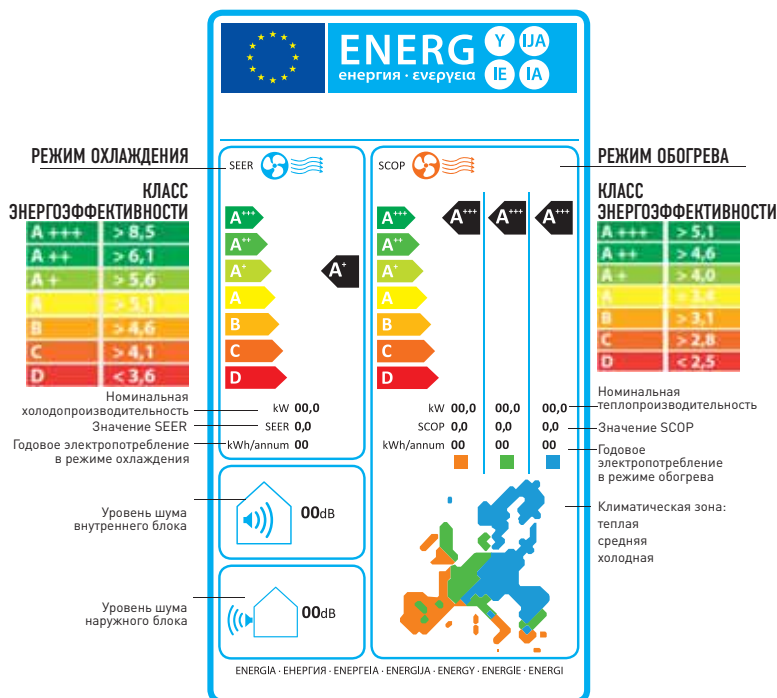 ENERG
енергия · ενεργεια
Y IJA
IE IA
РЕЖИМ ОХЛАЖДЕНИЯ
SEER
SCOP
РЕЖИМ ОБОГРЕВА
КЛАСС
ЭНЕРГОЭФФЕКТИВНОСТИ
A +++ > 8,5
A ++ > 6,1
A + > 5,6
A > 5,1
B > 4,6
C > 4,1
D < 3,6
A+++
A++
A+
A
B
C
D
A+
A+++
A++
A+
A
B
C
D
A+++ A+++ A+++
КЛАСС
ЭНЕРГОЭФФЕКТИВНОСТИ
A +++ > 5,1
A ++ > 4,6
A + > 4,0
A > 3,4
B > 3,1
C > 2,8
D < 2,5
Номинальная
холодопроизводительность
Значение SEER
Годовое электропотребление
в режиме охлаждения
kW 00,0
SEER 0,0
kWh/annum 00
kW 00,0 00,0 00,0
SCOP 0,0 0,0 0,0
kWh/annum 00 00 00
Номинальная
теплопроизводительность
Значение SCOP
Годовое
электропотребление
в режиме обогрева
Уровень шума
внутреннего блока
00dB
Климатическая зона:
теплая
средняя
холодная
Уровень шума
наружного блока
00dB
ENERGIA · ЕНЕРГИЯ · ΕΝΕΡΓΕΙΑ · ENERGIJA · ENERGY · ENERGIE · ENERGI